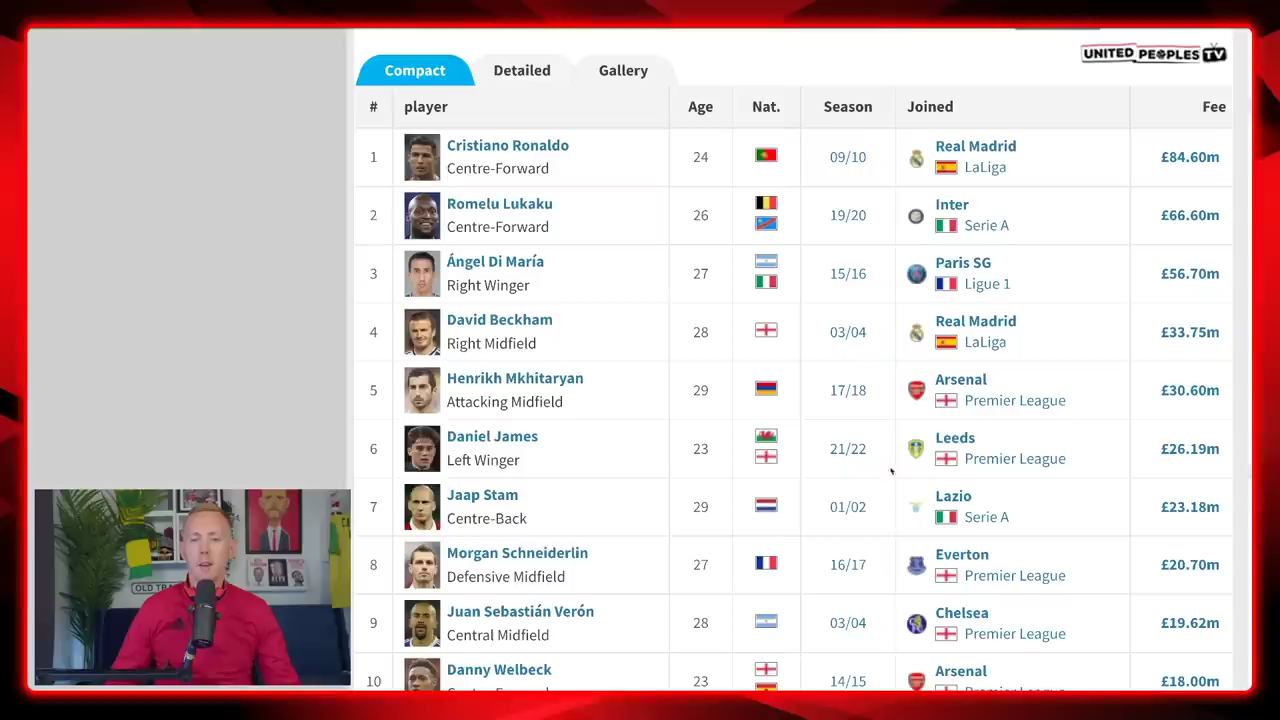 UNITED PEOPLES TV
Compact Detailed Gallery
# player Age Nat. Season Joined Fee
1 Cristiano Ronaldo Centre-Forward 24 09/10 Real Madrid LaLiga £84.60m
2 Romelu Lukaku Centre-Forward 26 19/20 Inter Serie A £66.60m
3 Ángel Di María Right Winger 27 15/16 Paris SG Ligue 1 £56.70m
4 David Beckham Right Midfield 28 03/04 Real Madrid LaLiga £33.75m
5 Henrikh Mkhitaryan Attacking Midfield 29 17/18 Arsenal Premier League £30.60m
6 Daniel James Left Winger 23 21/22 Leeds Premier League £26.19m
7 Jaap Stam Centre-Back 29 01/02 Lazio Serie A £23.18m
8 Morgan Schneiderlin Defensive Midfield 27 16/17 Everton Premier League £20.70m
9 Juan Sebastián Verón Central Midfield 28 03/04 Chelsea Premier League £19.62m
10 Danny Welbeck 23 14/15 Arsenal £18.00m
OLD TRA